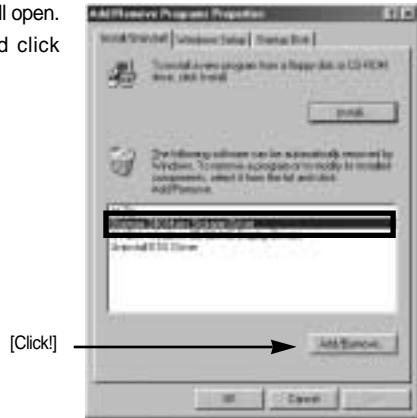 ll open.
d click
Add/Remove Programs Properties
Install/Uninstall Windows Setup Startup Disk
To install a new program from a floppy disk or CD-ROM
drive, click Install.
Install...
The following software can be automatically removed by
Windows. To remove a program or to modify its installed
components, select it from the list and click
Add/Remove.
Driver
[Click!]
Add/Remove...
OK Cancel